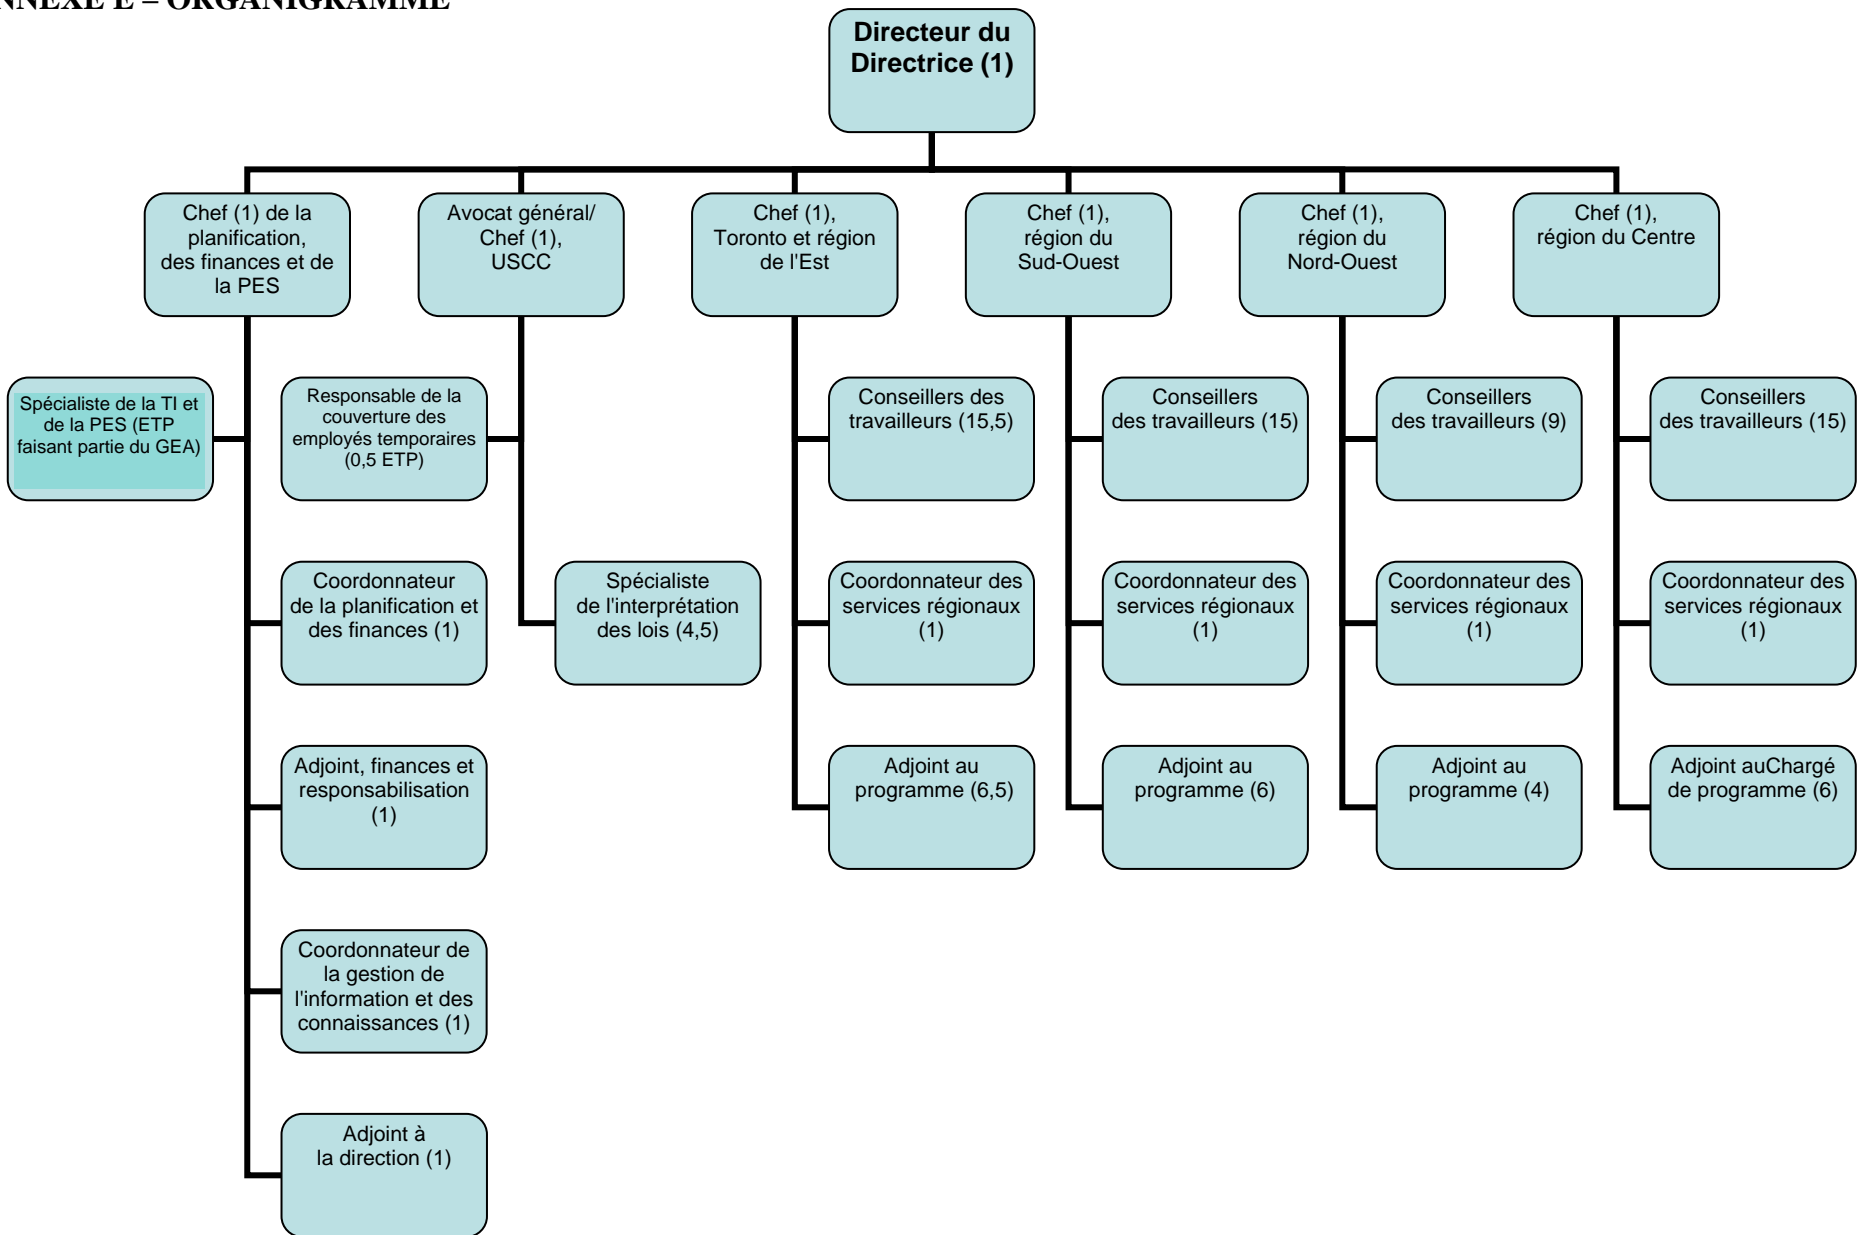 NNEXE E – ORGANIGRAMME
Directeur du
Directrice (1)
Chef (1) de la
planification,
des finances et de
la PES
Avocat général/
Chef (1),
USCC
Chef (1),
Toronto et région
de l'Est
Chef (1),
région du
Sud-Ouest
Chef (1),
région du
Nord-Ouest
Chef (1),
région du Centre
Spécialiste de la TI et
de la PES (ETP
faisant partie du GEA)
Responsable de la
couverture des
employés temporaires
(0,5 ETP)
Conseillers des
travailleurs (15,5)
Conseillers
des travailleurs (15)
Conseillers
des travailleurs (9)
Conseillers
des travailleurs (15)
Coordonnateur
de la planification et
des finances (1)
Spécialiste
de l'interprétation
des lois (4,5)
Coordonnateur des
services régionaux
(1)
Coordonnateur des
services régionaux
(1)
Coordonnateur des
services régionaux
(1)
Coordonnateur des
services régionaux
(1)
Adjoint, finances et
responsabilisation
(1)
Adjoint au
programme (6,5)
Adjoint au
programme (6)
Adjoint au
programme (4)
Adjoint auChargé
de programme (6)
Coordonnateur de
la gestion de
l'information et des
connaissances (1)
Adjoint à
la direction (1)